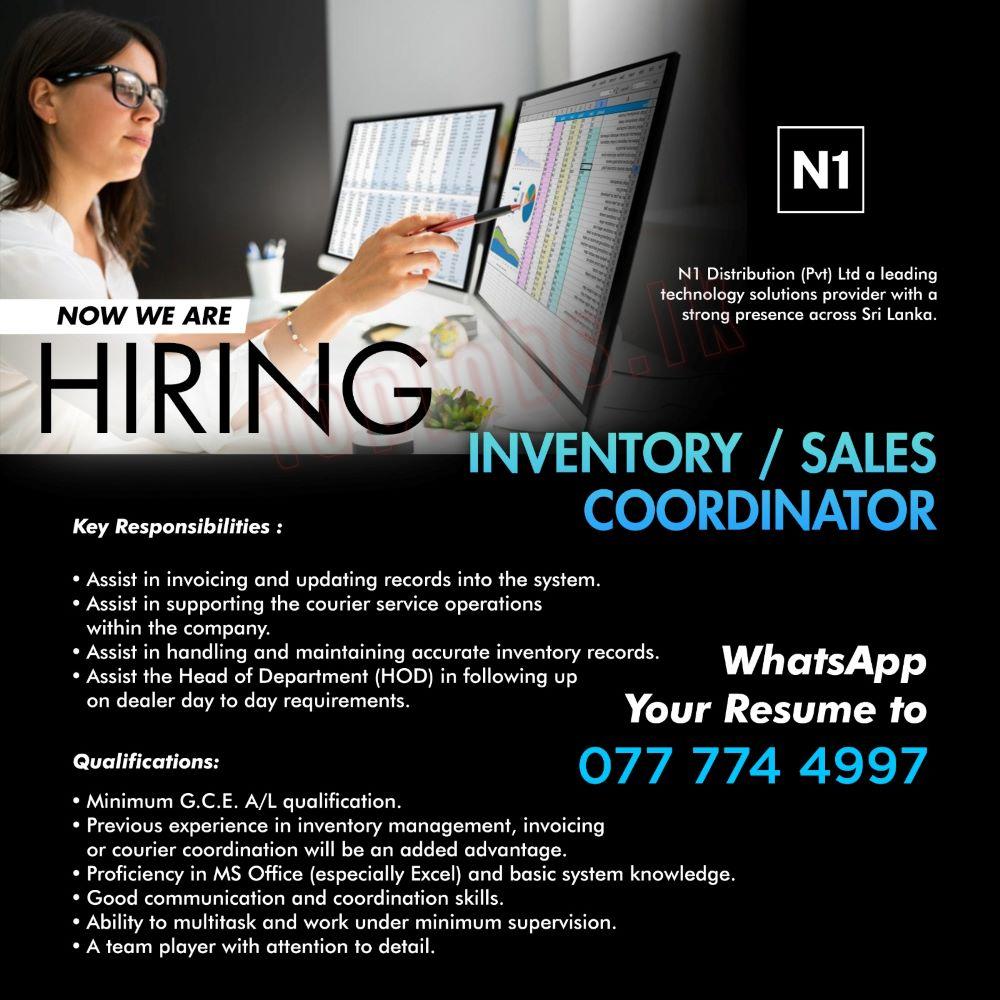 N1
N1 Distribution (Pvt) Ltd a leading
technology solutions provider with a
strong presence across Sri Lanka.
NOW WE ARE
HIRING
topjobs.lk
INVENTORY / SALES
COORDINATOR
Key Responsibilities :
• Assist in invoicing and updating records into the system.
• Assist in supporting the courier service operations
within the company.
• Assist in handling and maintaining accurate inventory records.
• Assist the Head of Department (HOD) in following up
on dealer day to day requirements.
WhatsApp
Your Resume to
077 774 4997
Qualifications:
• Minimum G.C.E. A/L qualification.
• Previous experience in inventory management, invoicing
or courier coordination will be an added advantage.
• Proficiency in MS Office (especially Excel) and basic system knowledge.
• Good communication and coordination skills.
• Ability to multitask and work under minimum supervision.
• A team player with attention to detail.